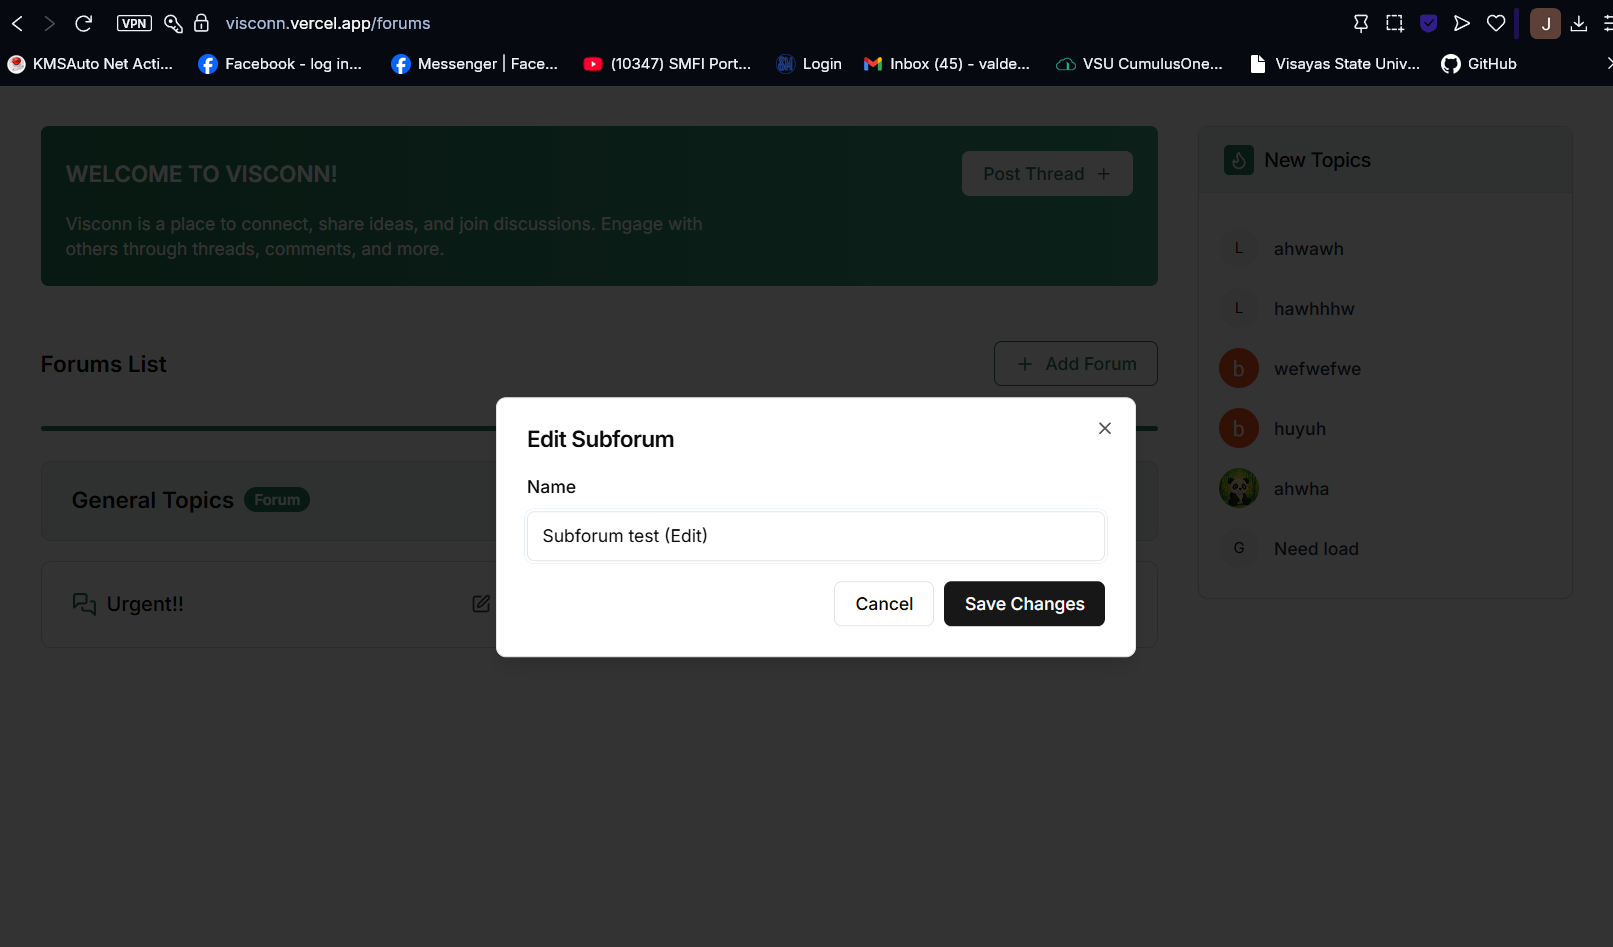 VPN
visconn.vercel.app/forums
J
KMSAuto Net Acti...
Facebook - log in...
Messenger | Face...
(10347) SMFI Port...
Login
Inbox (45) - valde...
VSU CumulusOne...
Visayas State Univ...
GitHub
WELCOME TO VISCONN!
Post Thread +
Visconn is a place to connect, share ideas, and join discussions. Engage with
others through threads, comments, and more.
Forums List
+ Add Forum
General Topics Forum
Urgent!!
Edit Subforum
Name
Subforum test (Edit)
Cancel
Save Changes
New Topics
L ahwawh
L hawhhhw
b wefwefwe
b huyuh
ahwha
G Need load